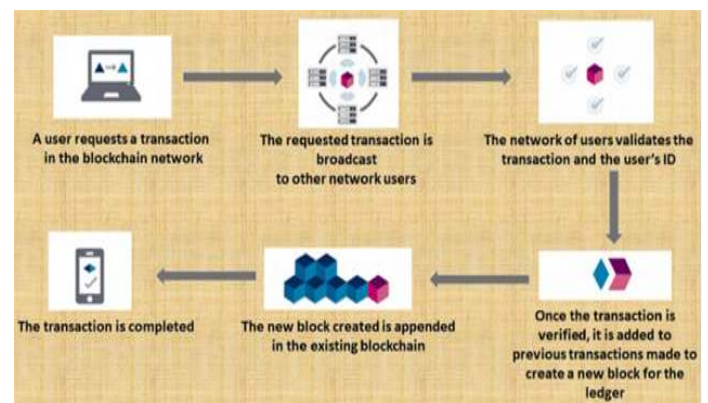 A user requests a transaction
in the blockchain network
The requested transaction is
broadcast
to other network users
The network of users validates the
transaction and the user's ID
Once the transaction is
verified, it is added to
previous transactions made to
create a new block for the
ledger
The new block created is appended
in the existing blockchain
The transaction is completed